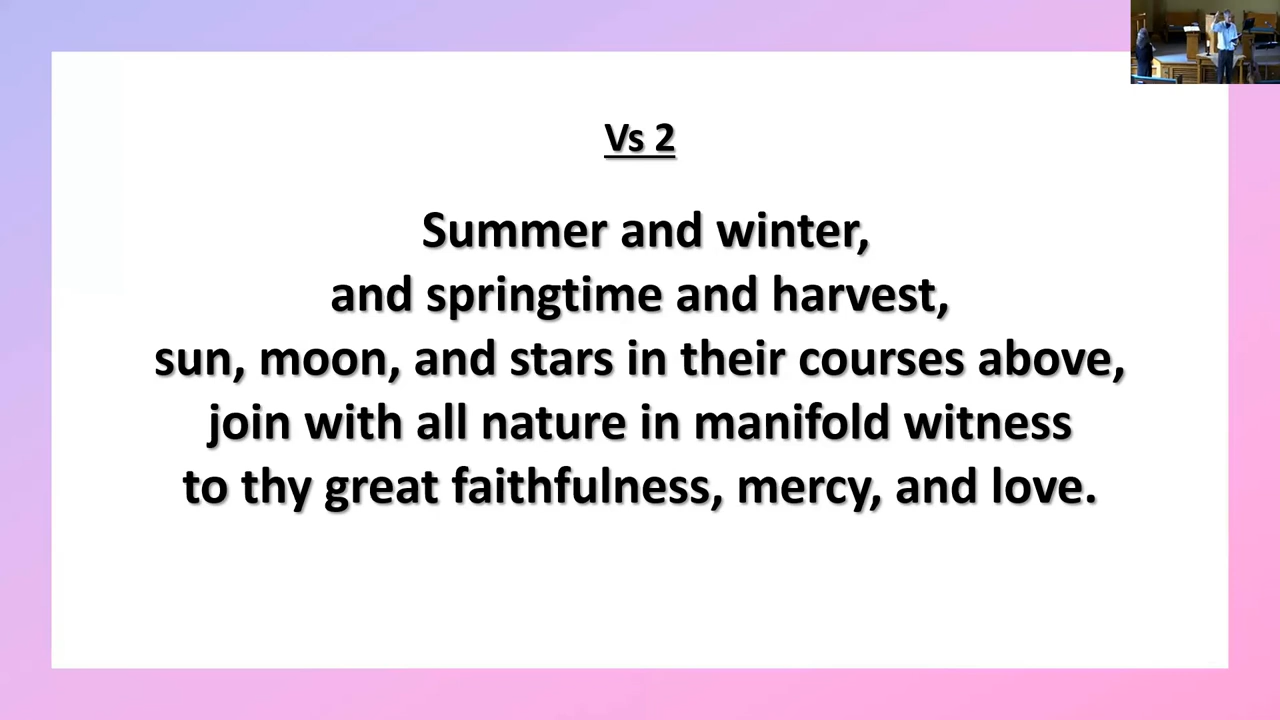 Vs 2
Summer and winter,
and springtime and harvest,
sun, moon, and stars in their courses above,
join with all nature in manifold witness
to thy great faithfulness, mercy, and love.